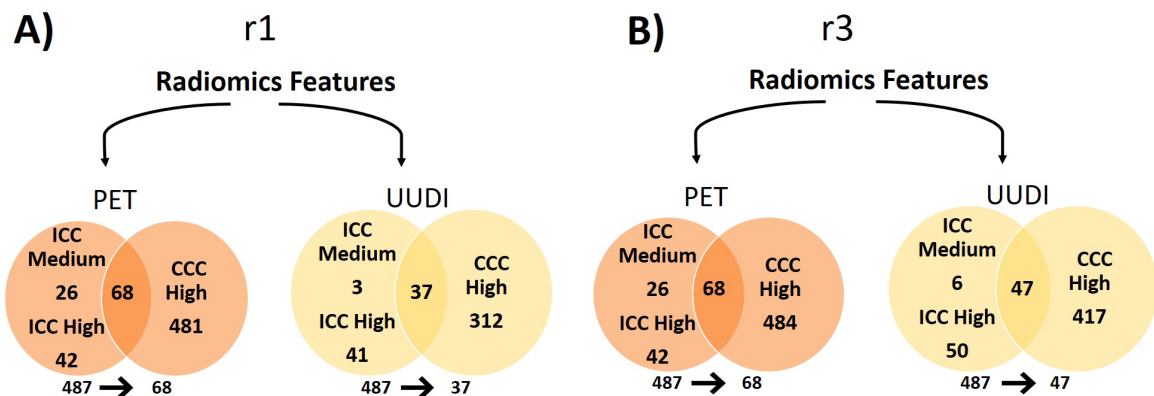 A)
r1
Radiomics Features
PET
ICC
Medium
26
ICC High
42
68
CCC
High
481
487 → 68
UUDI
ICC
Medium
3
ICC High
41
37
CCC
High
312
487 → 37
B)
r3
Radiomics Features
PET
ICC
Medium
26
ICC High
42
68
CCC
High
484
487 → 68
UUDI
ICC
Medium
6
ICC High
50
47
CCC
High
417
487 → 47